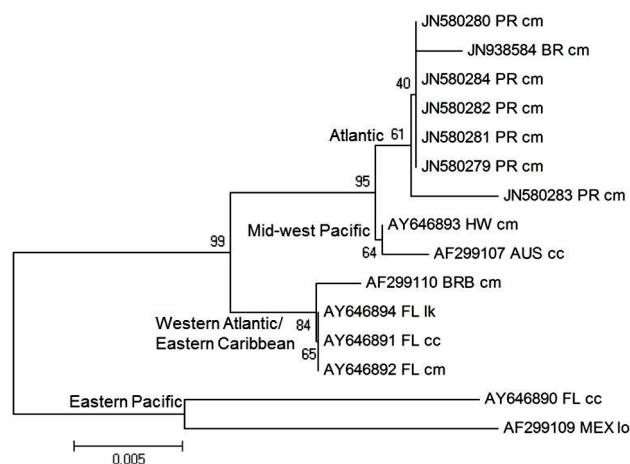 JN580280 PR cm
JN938584 BR cm
40
JN580284 PR cm
JN580282 PR cm
Atlantic
61
JN580281 PR cm
JN580279 PR cm
95
JN580283 PR cm
AY646893 HW cm
Mid-west Pacific
99
64
AF299107 AUS cc
AF299110 BRB cm
AY646894 FL lk
Western Atlantic/
84
Eastern Caribbean
AY646891 FL cc
65
AY646892 FL cm
Eastern Pacific
AY646890 FL cc
AF299109 MEX lo
0.005